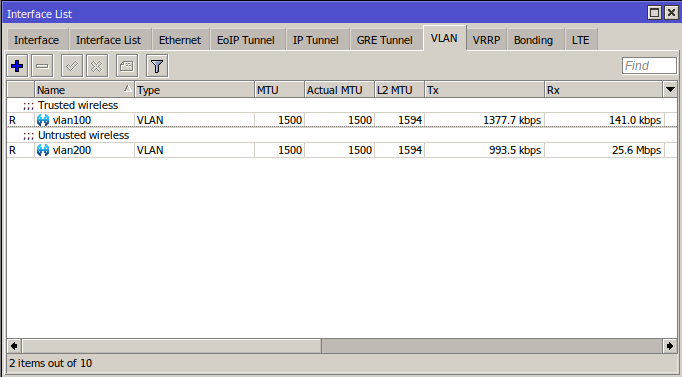 Interface List
Interface Interface List Ethernet EoIP Tunnel IP Tunnel GRE Tunnel VLAN VRRP Bonding LTE
Find
Name Type MTU Actual MTU L2 MTU Tx Rx
;;; Trusted wireless
R vlan100 VLAN 1500 1500 1594 1377.7 kbps 141.0 kbps
;;; Untrusted wireless
R vlan200 VLAN 1500 1500 1594 993.5 kbps 25.6 Mbps
2 items out of 10